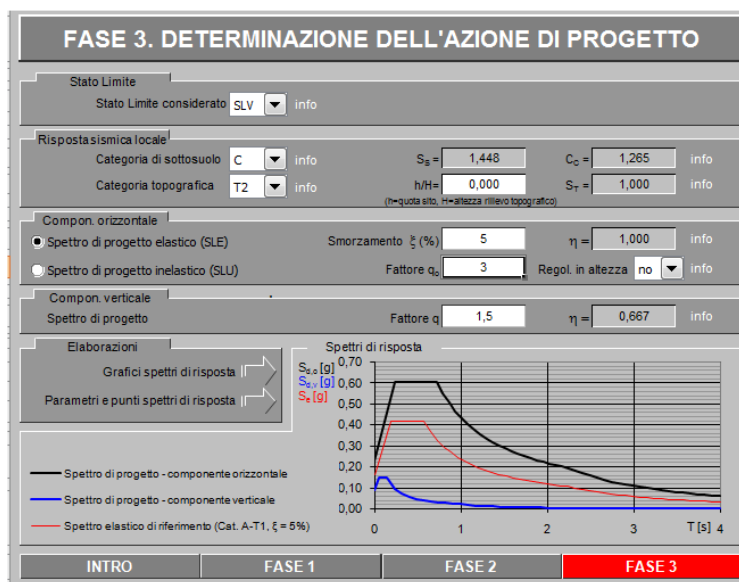 FASE 3. DETERMINAZIONE DELL'AZIONE DI PROGETTO
Stato Limite
Stato Limite considerato SLV info
Risposta sismica locale
Categoria di sottosuolo C info SS = 1,448 CC = 1,265 info
Categoria topografica T2 info h/H= 0,000 ST = 1,000 info
(h=quota sito, H=altezza rilievo topografico)
Compon. orizzontale
Spettro di progetto elastico (SLE) Smorzamento ξ (%) 5 η = 1,000 info
Spettro di progetto inelastico (SLU) Fattore qo 3 Regol. in altezza no info
Compon. verticale
Spettro di progetto Fattore q 1,5 η = 0,667 info
Elaborazioni
Grafici spettri di risposta
Parametri e punti spettri di risposta
Spettri di risposta
Sd,o [g]
Sd,v [g]
Se [g]
0,70
0,60
0,50
0,40
0,30
0,20
0,10
0,00
0 1 2 3 T [s] 4
Spettro di progetto - componente orizzontale
Spettro di progetto - componente verticale
Spettro elastico di riferimento (Cat. A-T1, ξ = 5%)
INTRO FASE 1 FASE 2 FASE 3